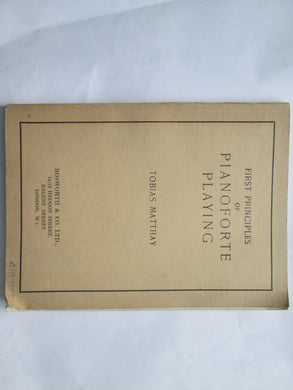 FIRST PRINCIPLES
OF
PIANOFORTE
PLAYING
TOBIAS MATTHAY
BOSWORTH & CO. LTD.,
14/18 HEDDON STREET,
REGENT STREET
LONDON, W.1